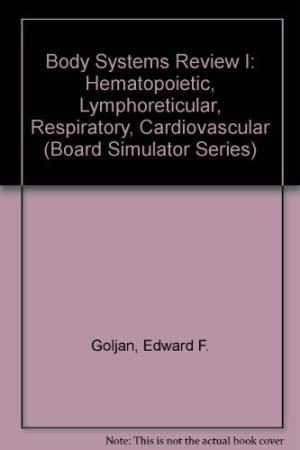 Body Systems Review I:
Hematopoietic,
Lymphoreticular,
Respiratory, Cardiovascular
(Board Simulator Series)
Goljan, Edward F.
Note: This is not the actual book cover